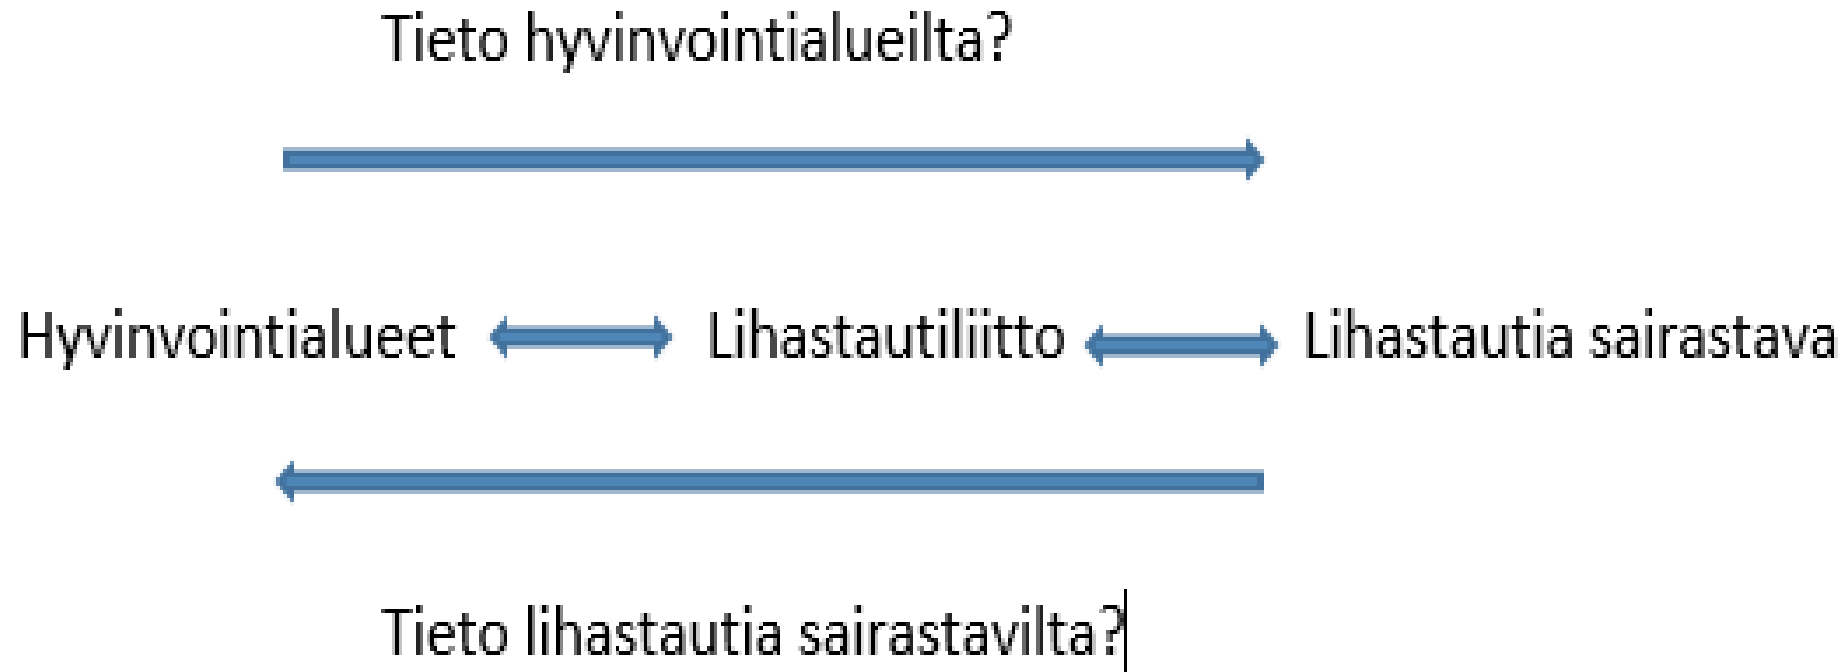 Tieto hyvinvointialueilta?
Hyvinvointialueet Lihastautiliitto Lihastautia sairastava
Tieto lihastautia sairastavilta?